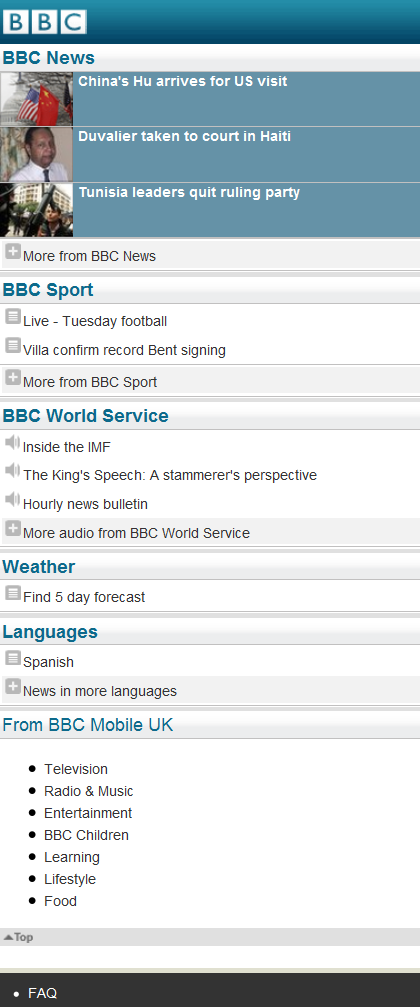 BBC
BBC News
China's Hu arrives for US visit
Duvalier taken to court in Haiti
Tunisia leaders quit ruling party
More from BBC News
BBC Sport
Live - Tuesday football
Villa confirm record Bent signing
More from BBC Sport
BBC World Service
Inside the IMF
The King's Speech: A stammerer's perspective
Hourly news bulletin
More audio from BBC World Service
Weather
Find 5 day forecast
Languages
Spanish
News in more languages
From BBC Mobile UK
Television
Radio & Music
Entertainment
BBC Children
Learning
Lifestyle
Food
Top
FAQ